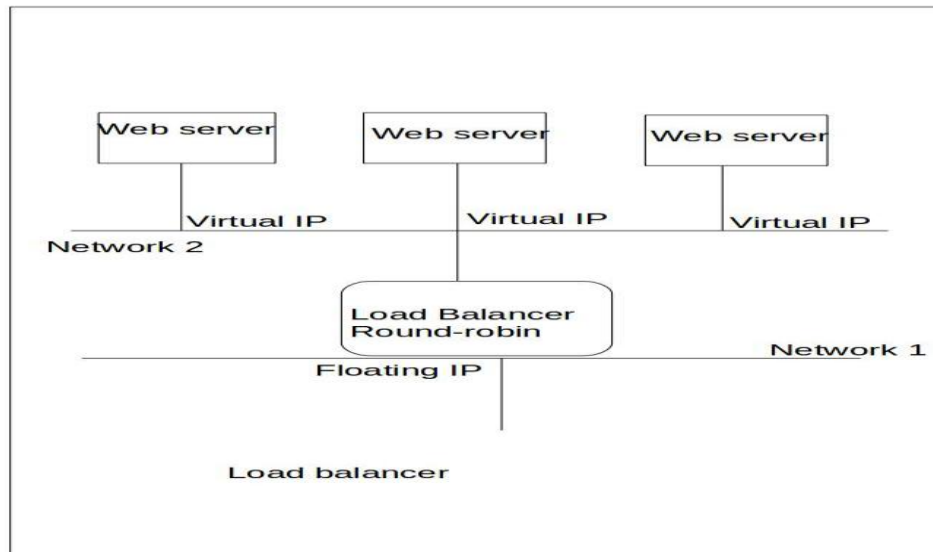 Web server
Web server
Web server
Virtual IP
Virtual IP
Virtual IP
Network 2
Load Balancer
Round-robin
Network 1
Floating IP
Load balancer